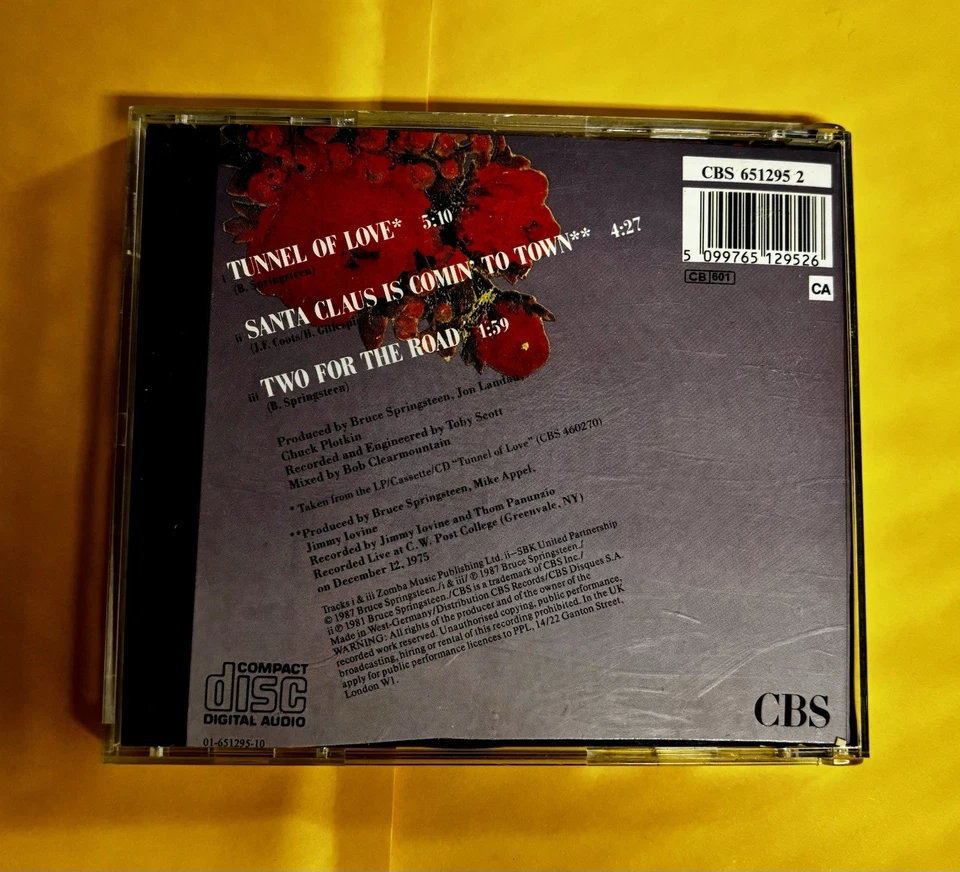 CBS 651295 2
5 099765 129526
CB 601
CA
i TUNNEL OF LOVE* 5:10
(B. Springsteen)
ii SANTA CLAUS IS COMIN' TO TOWN** 4:27
(J.F. Coots/H. Gillespie
iii TWO FOR THE ROAD 1:59
(B. Springsteen)
Produced by Bruce Springsteen, Jon Landau,
Chuck Plotkin
Recorded and Engineered by Toby Scott
Mixed by Bob Clearmountain
* Taken from the LP/Cassette/CD "Tunnel of Love" (CBS 460270)
**Produced by Bruce Springsteen, Mike Appel,
Jimmy Iovine
Recorded by Jimmy Iovine and Thom Panunzio
Recorded Live at C.W. Post College (Greenvale, NY)
on December 12, 1975
Tracks i & iii Zomba Music Publishing Ltd. ii—SBK United Partnership
© 1987 Bruce Springsteen./i & iii/ ℗ 1987 Bruce Springsteen./
ii ℗ 1981 Bruce Springsteen./CBS is a trademark of CBS Inc./
Made in West-Germany/Distribution CBS Records/CBS Disques S.A.
WARNING: All rights of the producer and of the owner of the
recorded work reserved. Unauthorised copying, public performance,
broadcasting, hiring or rental of this recording prohibited. In the UK
apply for public performance licences to PPL, 14/22 Ganton Street,
London W1.
COMPACT
disc
DIGITAL AUDIO
CBS
01-651295-10